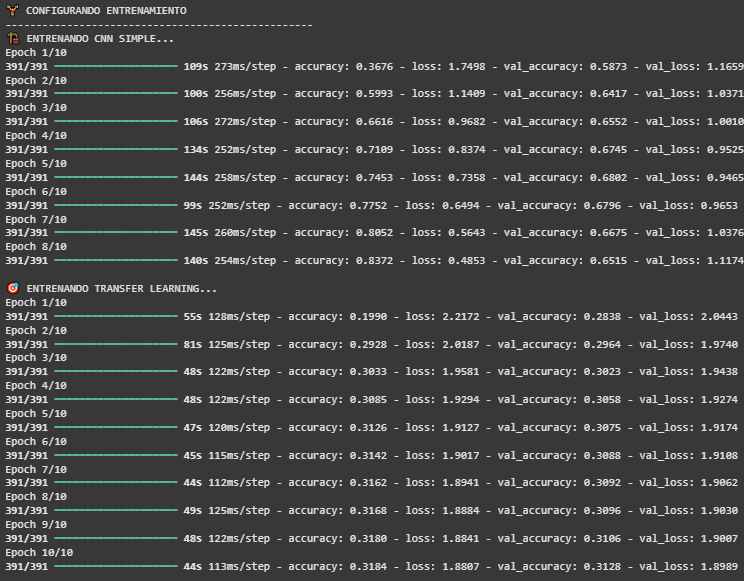 CONFIGURANDO ENTRENAMIENTO
--------------------------------------------------
ENTRENANDO CNN SIMPLE...
Epoch 1/10
391/391 ━━━━━━━━━━━━━━━━━━━━ 109s 273ms/step - accuracy: 0.3676 - loss: 1.7498 - val_accuracy: 0.5873 - val_loss: 1.1659
Epoch 2/10
391/391 ━━━━━━━━━━━━━━━━━━━━ 100s 256ms/step - accuracy: 0.5993 - loss: 1.1409 - val_accuracy: 0.6417 - val_loss: 1.0371
Epoch 3/10
391/391 ━━━━━━━━━━━━━━━━━━━━ 106s 272ms/step - accuracy: 0.6616 - loss: 0.9682 - val_accuracy: 0.6552 - val_loss: 1.0010
Epoch 4/10
391/391 ━━━━━━━━━━━━━━━━━━━━ 134s 252ms/step - accuracy: 0.7109 - loss: 0.8374 - val_accuracy: 0.6745 - val_loss: 0.9525
Epoch 5/10
391/391 ━━━━━━━━━━━━━━━━━━━━ 144s 258ms/step - accuracy: 0.7453 - loss: 0.7358 - val_accuracy: 0.6802 - val_loss: 0.9465
Epoch 6/10
391/391 ━━━━━━━━━━━━━━━━━━━━ 99s 252ms/step - accuracy: 0.7752 - loss: 0.6494 - val_accuracy: 0.6796 - val_loss: 0.9653
Epoch 7/10
391/391 ━━━━━━━━━━━━━━━━━━━━ 145s 260ms/step - accuracy: 0.8052 - loss: 0.5643 - val_accuracy: 0.6675 - val_loss: 1.0376
Epoch 8/10
391/391 ━━━━━━━━━━━━━━━━━━━━ 140s 254ms/step - accuracy: 0.8372 - loss: 0.4853 - val_accuracy: 0.6515 - val_loss: 1.1174
🎯 ENTRENANDO TRANSFER LEARNING...
Epoch 1/10
391/391 ━━━━━━━━━━━━━━━━━━━━ 55s 128ms/step - accuracy: 0.1990 - loss: 2.2172 - val_accuracy: 0.2838 - val_loss: 2.0443
Epoch 2/10
391/391 ━━━━━━━━━━━━━━━━━━━━ 81s 125ms/step - accuracy: 0.2928 - loss: 2.0187 - val_accuracy: 0.2964 - val_loss: 1.9740
Epoch 3/10
391/391 ━━━━━━━━━━━━━━━━━━━━ 48s 122ms/step - accuracy: 0.3033 - loss: 1.9581 - val_accuracy: 0.3023 - val_loss: 1.9438
Epoch 4/10
391/391 ━━━━━━━━━━━━━━━━━━━━ 48s 122ms/step - accuracy: 0.3085 - loss: 1.9294 - val_accuracy: 0.3058 - val_loss: 1.9274
Epoch 5/10
391/391 ━━━━━━━━━━━━━━━━━━━━ 47s 120ms/step - accuracy: 0.3126 - loss: 1.9127 - val_accuracy: 0.3075 - val_loss: 1.9174
Epoch 6/10
391/391 ━━━━━━━━━━━━━━━━━━━━ 45s 115ms/step - accuracy: 0.3142 - loss: 1.9017 - val_accuracy: 0.3088 - val_loss: 1.9108
Epoch 7/10
391/391 ━━━━━━━━━━━━━━━━━━━━ 44s 112ms/step - accuracy: 0.3162 - loss: 1.8941 - val_accuracy: 0.3092 - val_loss: 1.9062
Epoch 8/10
391/391 ━━━━━━━━━━━━━━━━━━━━ 49s 125ms/step - accuracy: 0.3168 - loss: 1.8884 - val_accuracy: 0.3096 - val_loss: 1.9030
Epoch 9/10
391/391 ━━━━━━━━━━━━━━━━━━━━ 48s 122ms/step - accuracy: 0.3180 - loss: 1.8841 - val_accuracy: 0.3106 - val_loss: 1.9007
Epoch 10/10
391/391 ━━━━━━━━━━━━━━━━━━━━ 44s 113ms/step - accuracy: 0.3184 - loss: 1.8807 - val_accuracy: 0.3128 - val_loss: 1.8989